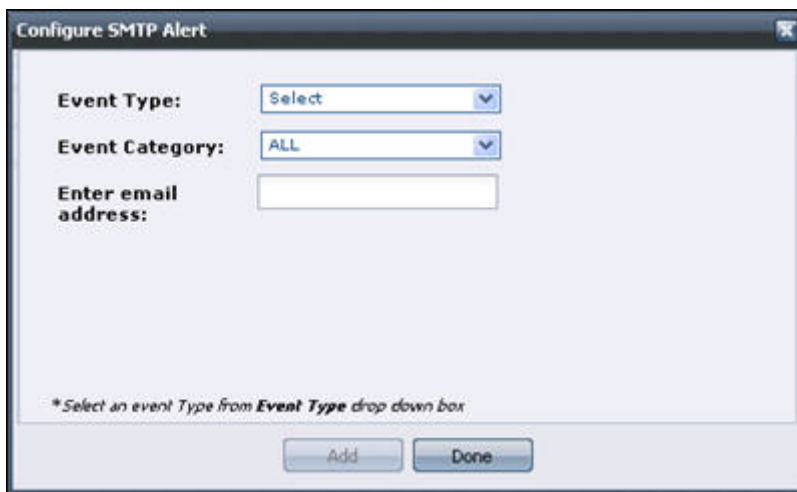 Configure SMTP Alert
Event Type: Select
Event Category: ALL
Enter email
address:
*Select an event Type from Event Type drop down box
Add Done